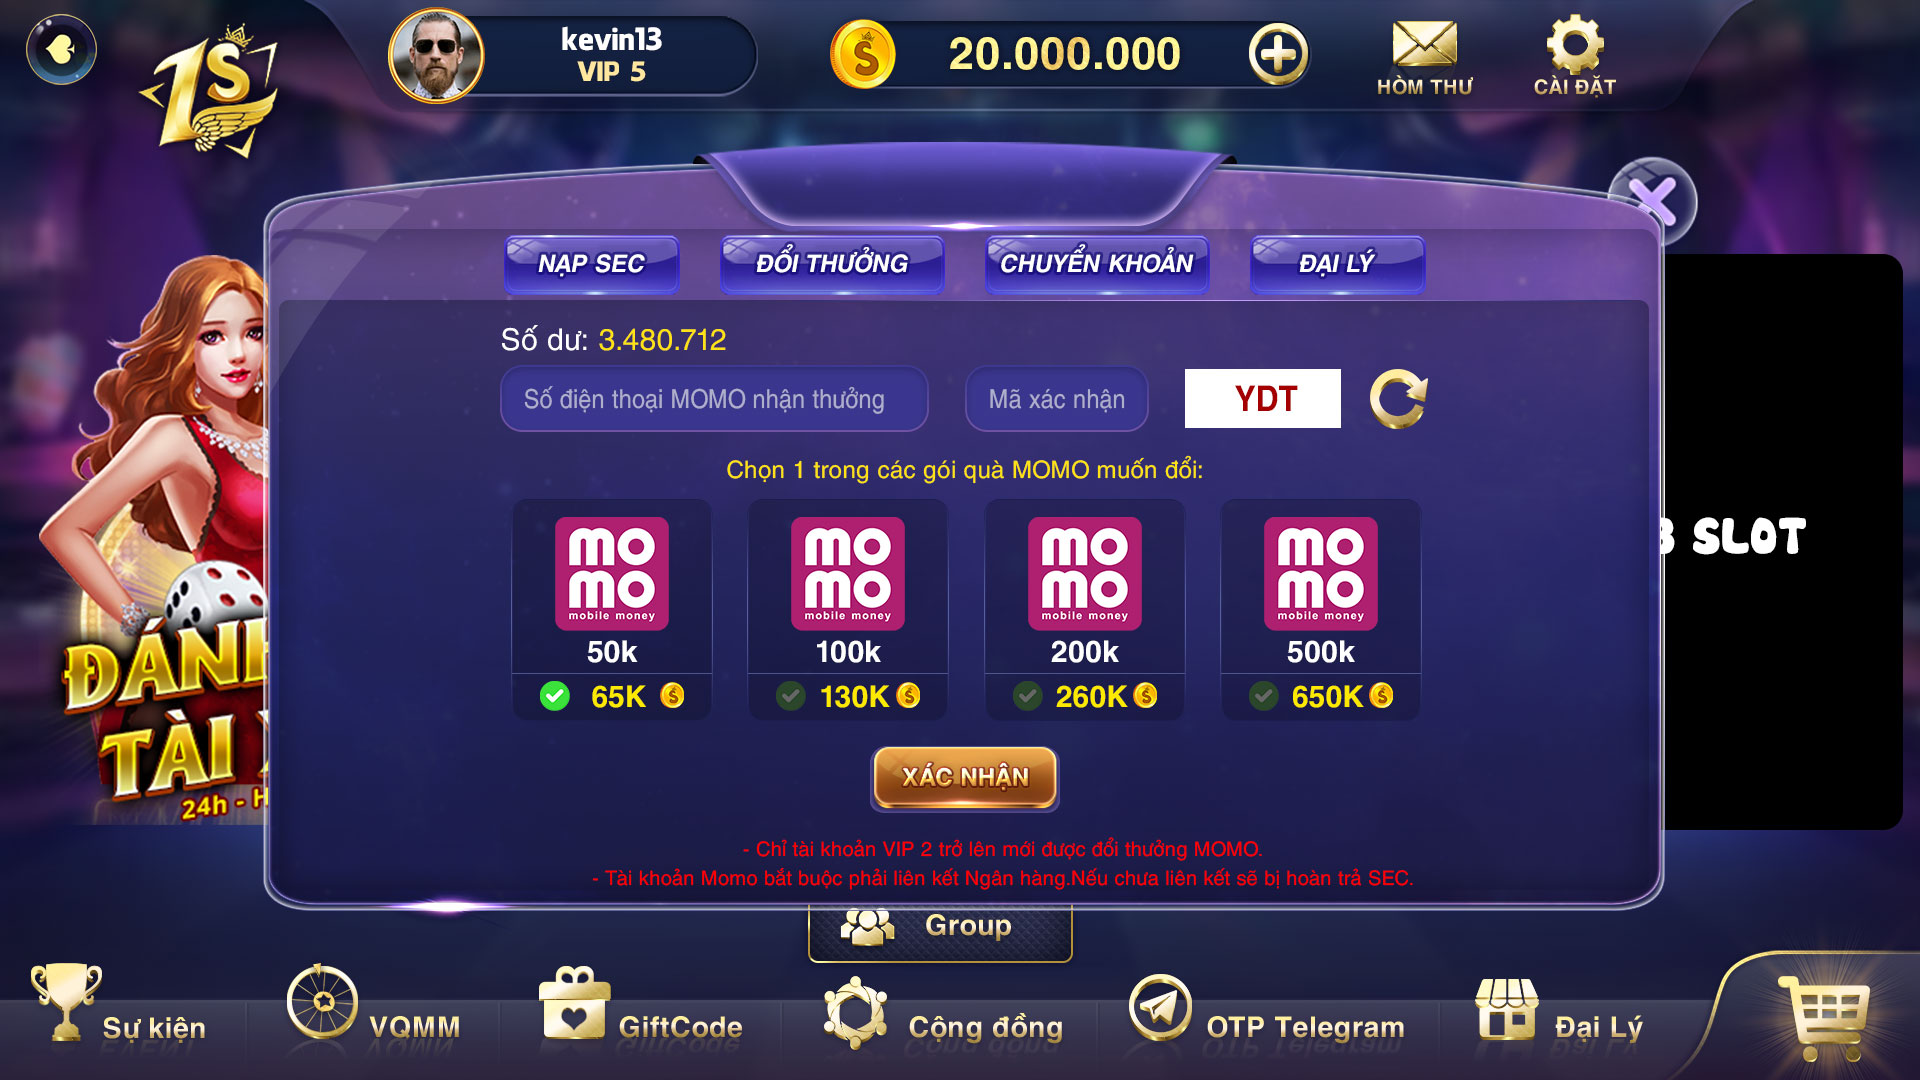 1S
kevin13
VIP 5
20.000.000
HÒM THƯ
CÀI ĐẶT
NẠP SEC
ĐỔI THƯỞNG
CHUYỂN KHOẢN
ĐẠI LÝ
Số dư: 3.480.712
Số điện thoại MOMO nhận thưởng
Mã xác nhận
YDT
Chọn 1 trong các gói quà MOMO muốn đổi:
mo
mo
mobile money
50k
65K
mo
mo
mobile money
100k
130K
mo
mo
mobile money
200k
260K
mo
mo
mobile money
500k
650K
XÁC NHẬN
- Chỉ tài khoản VIP 2 trở lên mới được đổi thưởng MOMO.
- Tài khoản Momo bắt buộc phải liên kết Ngân hàng.Nếu chưa liên kết sẽ bị hoàn trả SEC.
ĐÁNH
TÀI
24h - H
SLOT
Group
Sự kiện
VQMM
GiftCode
Cộng đồng
OTP Telegram
Đại Lý